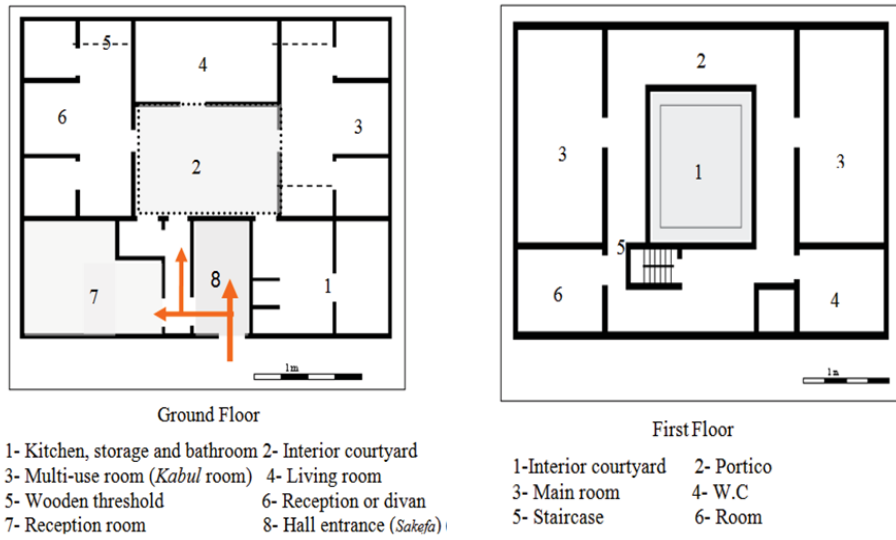 5
4
6
3
2
8
7
1
1m
Ground Floor
1- Kitchen, storage and bathroom 2- Interior courtyard
3- Multi-use room (Kabul room) 4- Living room
5- Wooden threshold 6- Reception or divan
7- Reception room 8- Hall entrance (Sakefa)
2
3
3
1
5
6
4
First Floor
1-Interior courtyard 2- Portico
3- Main room 4- W.C
5- Staircase 6- Room